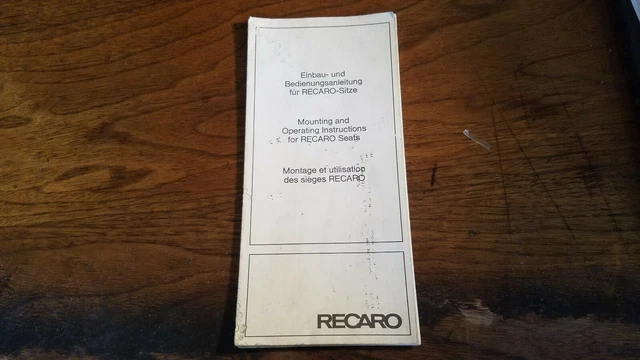 Einbau- und
Bedienungsanleitung
für RECARO-Sitze
Mounting and
Operating Instructions
for RECARO Seats
Montage et utilisation
des sièges RECARO
RECARO